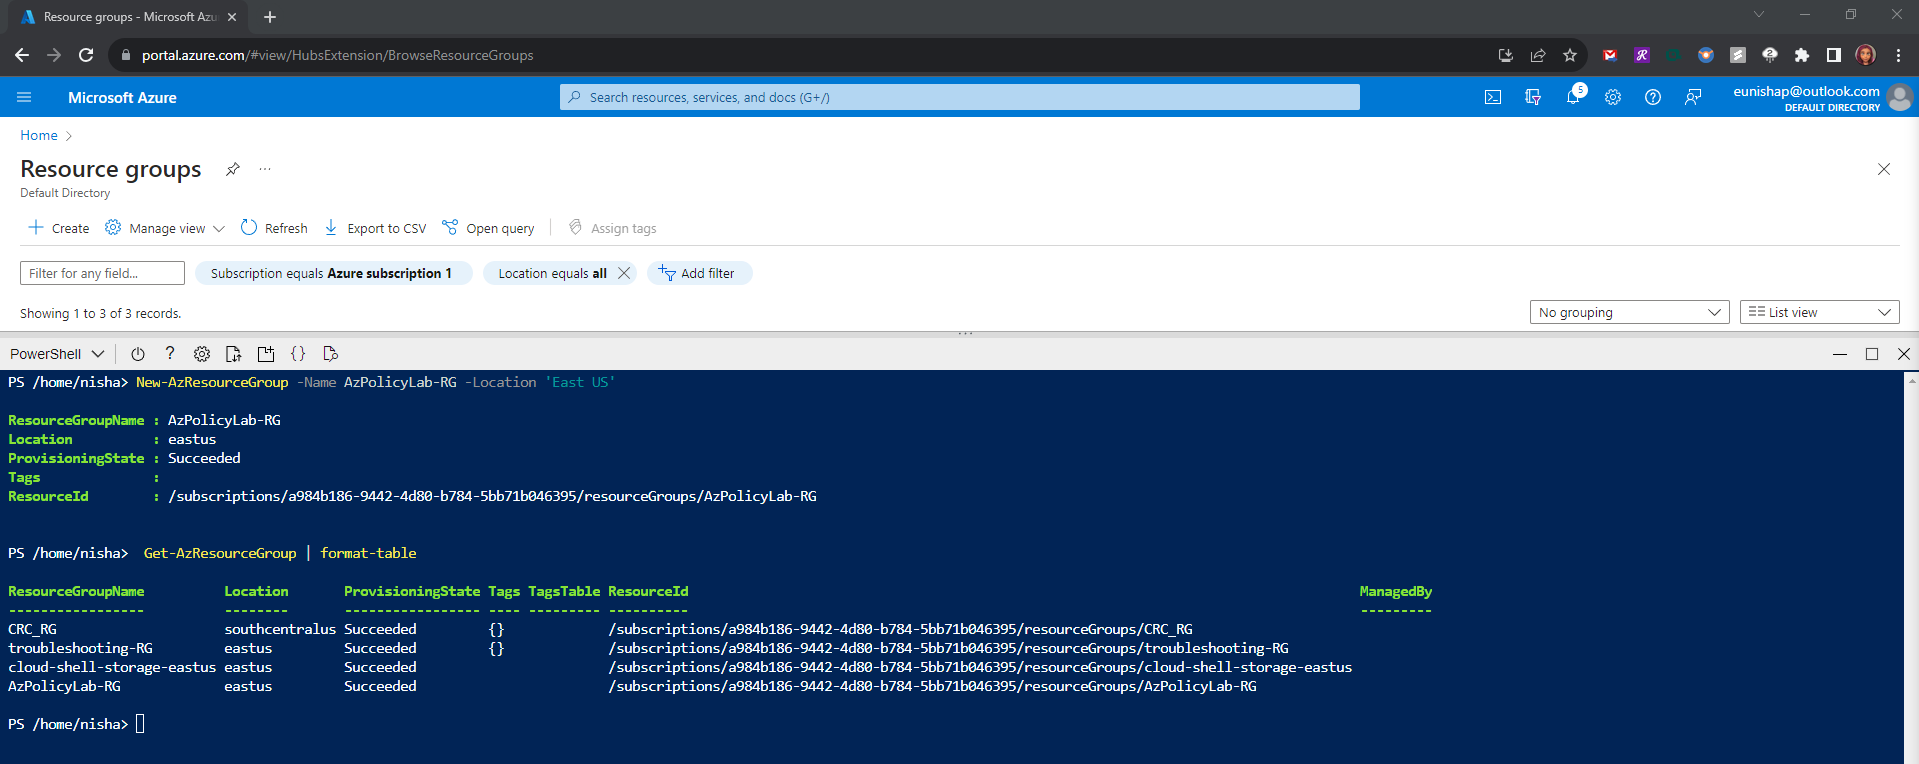 Resource groups - Microsoft Azu
portal.azure.com/#view/HubsExtension/BrowseResourceGroups
Microsoft Azure
Search resources, services, and docs (G+/)
5
eunishap@outlook.com
DEFAULT DIRECTORY
Home
Resource groups
Default Directory
Create Manage view Refresh Export to CSV Open query Assign tags
Filter for any field... Subscription equals Azure subscription 1 Location equals all Add filter
Showing 1 to 3 of 3 records. No grouping List view
PowerShell
PS /home/nisha> New-AzResourceGroup -Name AzPolicyLab-RG -Location 'East US'
ResourceGroupName : AzPolicyLab-RG
Location : eastus
ProvisioningState : Succeeded
Tags :
ResourceId : /subscriptions/a984b186-9442-4d80-b784-5bb71b046395/resourceGroups/AzPolicyLab-RG
PS /home/nisha> Get-AzResourceGroup | format-table
ResourceGroupName Location ProvisioningState Tags TagsTable ResourceId ManagedBy
----------------- -------- ----------------- ---- --------- ---------- ---------
CRC_RG southcentralus Succeeded {} /subscriptions/a984b186-9442-4d80-b784-5bb71b046395/resourceGroups/CRC_RG
troubleshooting-RG eastus Succeeded {} /subscriptions/a984b186-9442-4d80-b784-5bb71b046395/resourceGroups/troubleshooting-RG
cloud-shell-storage-eastus eastus Succeeded /subscriptions/a984b186-9442-4d80-b784-5bb71b046395/resourceGroups/cloud-shell-storage-eastus
AzPolicyLab-RG eastus Succeeded /subscriptions/a984b186-9442-4d80-b784-5bb71b046395/resourceGroups/AzPolicyLab-RG
PS /home/nisha>